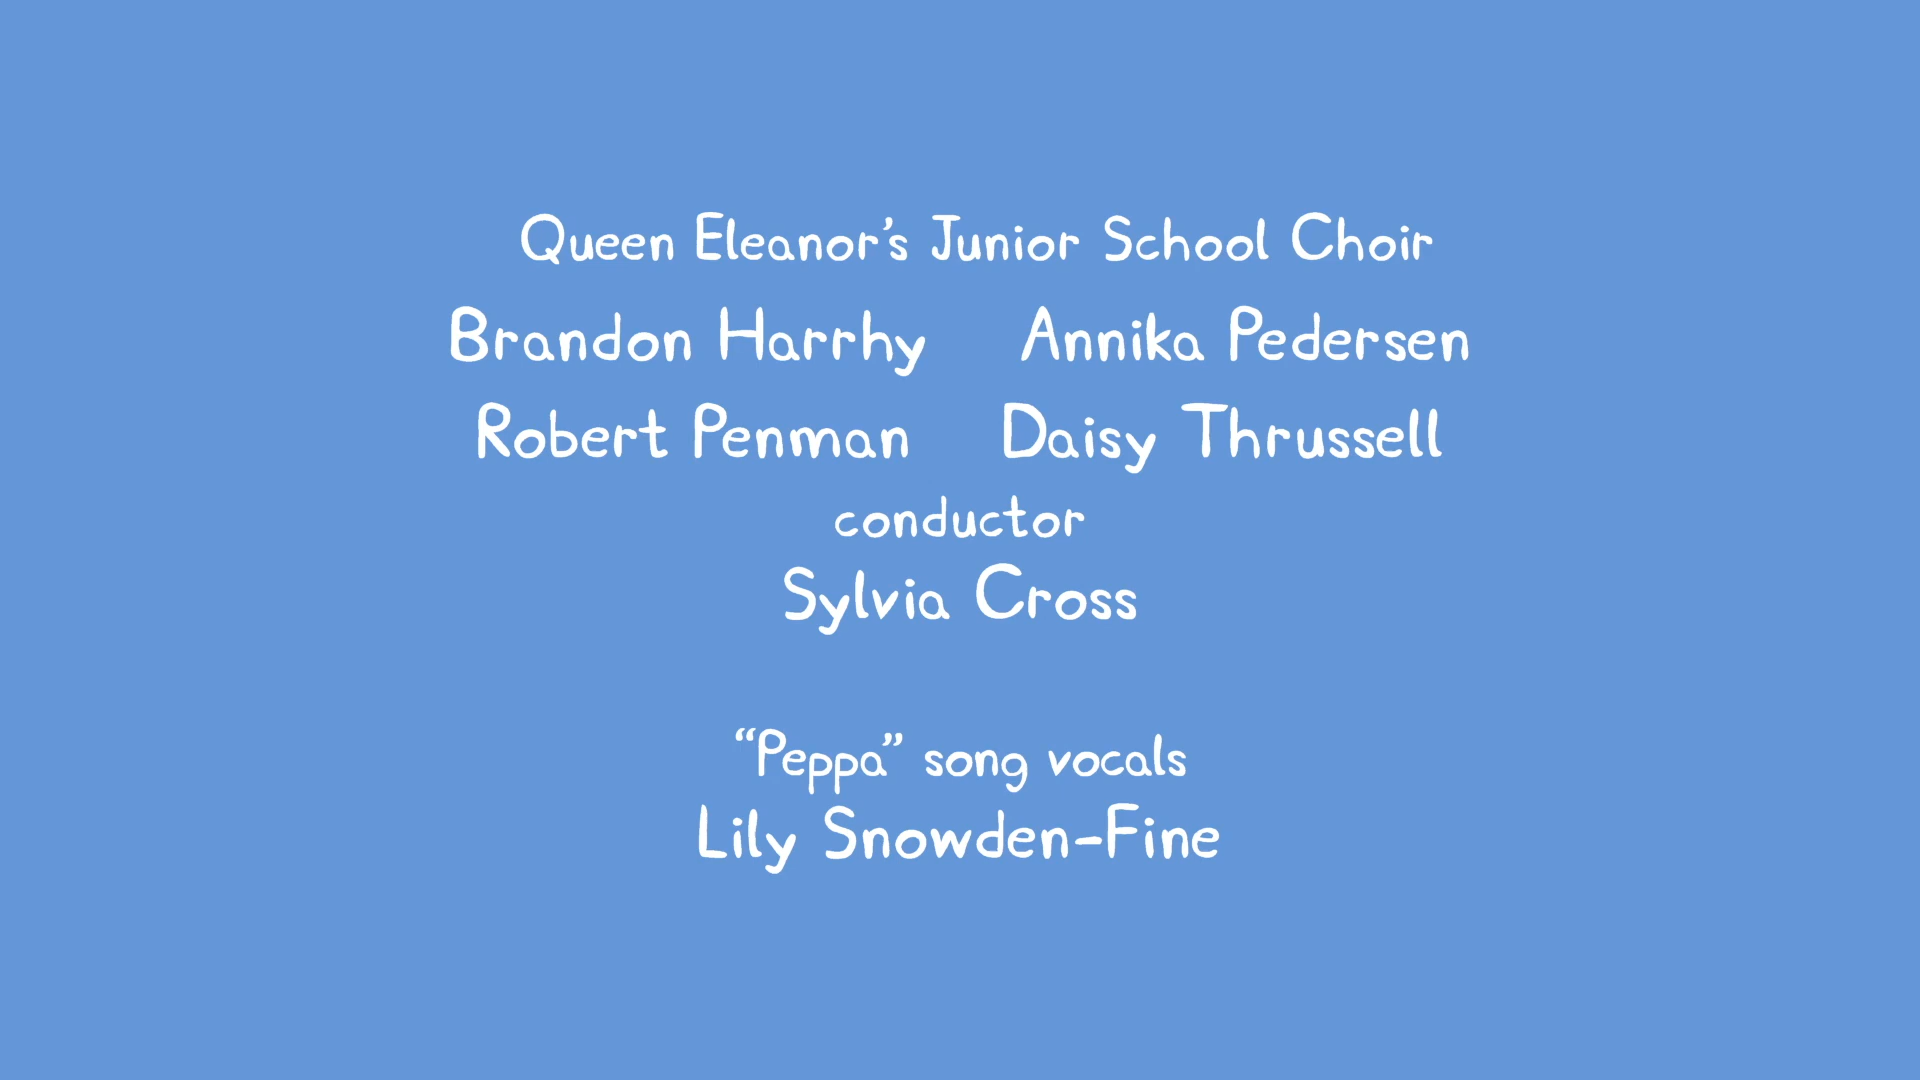 Queen Eleanor’s Junior School Choir
Brandon Harrhy Annika Pedersen
Robert Penman Daisy Thrussell
conductor
Sylvia Cross
“Peppa” song vocals
Lily Snowden-Fine